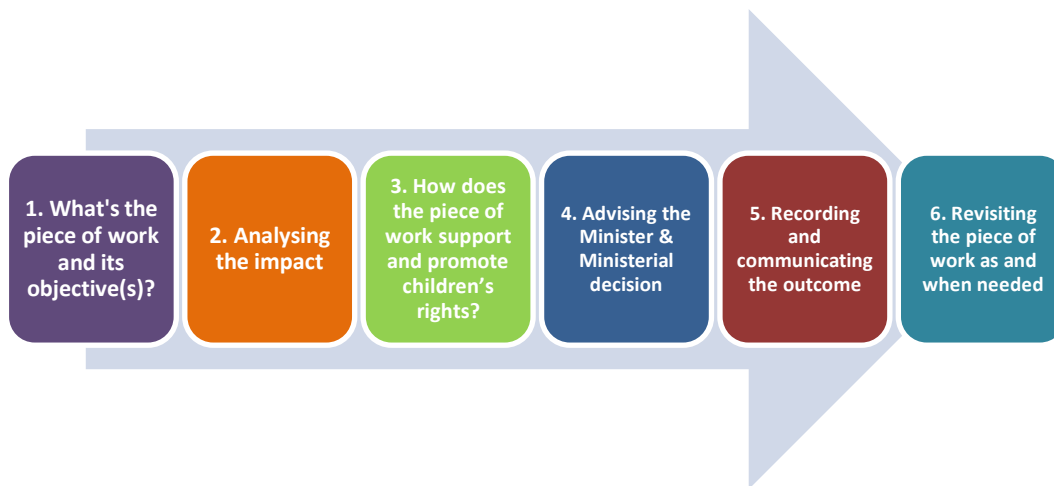 1. What's the
piece of work
and its
objective(s)?
2. Analysing
the impact
3. How does
the piece of
work support
and promote
children’s
rights?
4. Advising the
Minister &
Ministerial
decision
5. Recording
and
communicating
the outcome
6. Revisiting
the piece of
work as and
when needed